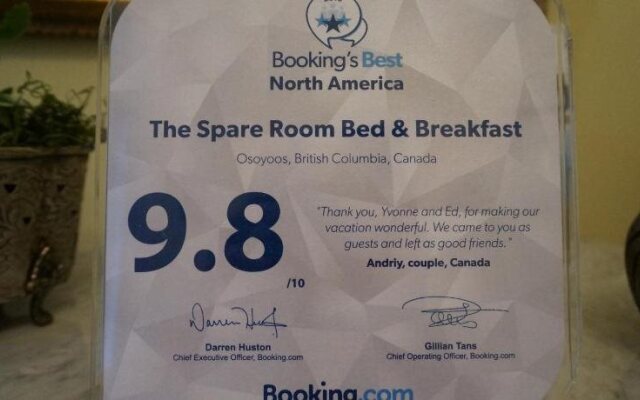 Booking's Best
North America
The Spare Room Bed & Breakfast
Osoyoos, British Columbia, Canada
9.8
/10
"Thank you, Yvonne and Ed, for making our
vacation wonderful. We came to you as
guests and left as good friends."
Andriy, couple, Canada
Darren Huston
Chief Executive Officer, Booking.com
Gillian Tans
Chief Operating Officer, Booking.com
Booking.com